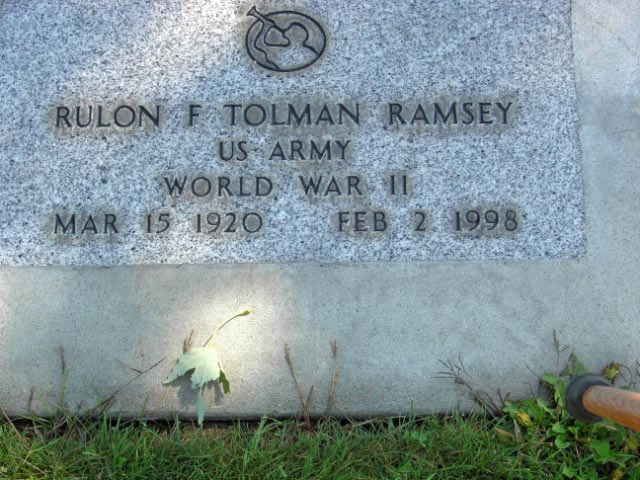 RULON F TOLMAN RAMSEY
US ARMY
WORLD WAR II
MAR 15 1920 FEB 2 1998